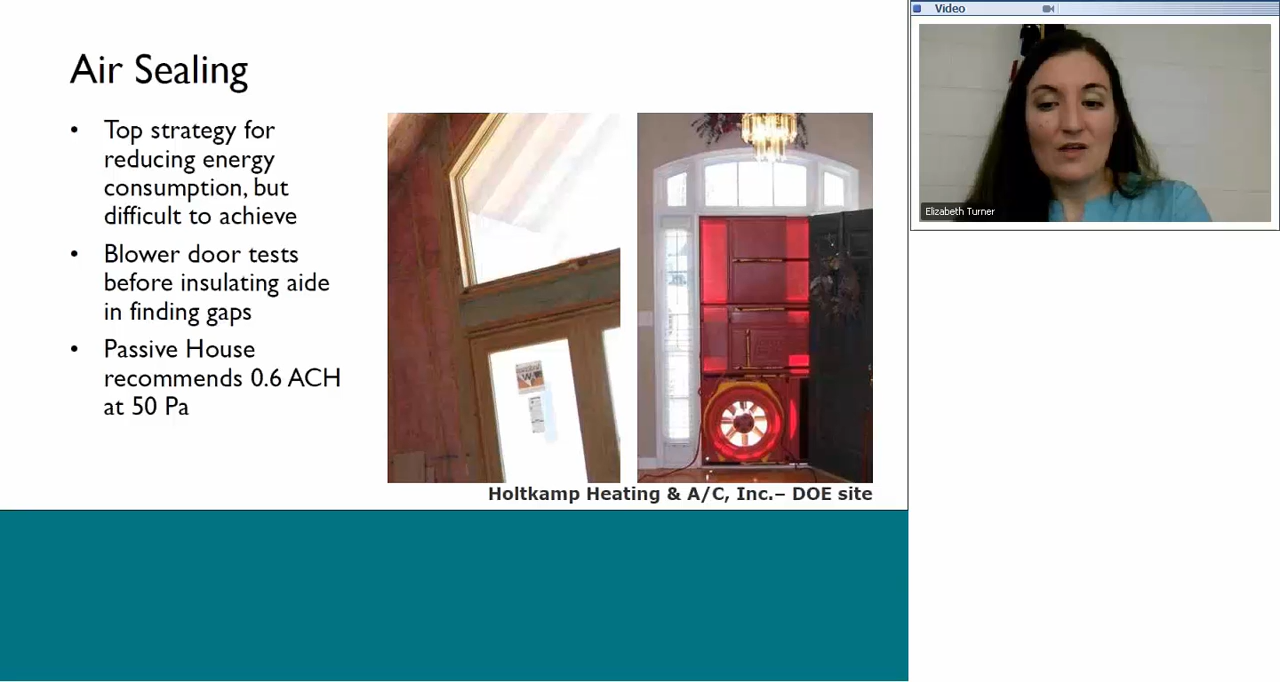 Air Sealing
• Top strategy for
reducing energy
consumption, but
difficult to achieve
• Blower door tests
before insulating aide
in finding gaps
• Passive House
recommends 0.6 ACH
at 50 Pa
Holtkamp Heating & A/C, Inc.– DOE site
Video
Elizabeth Turner